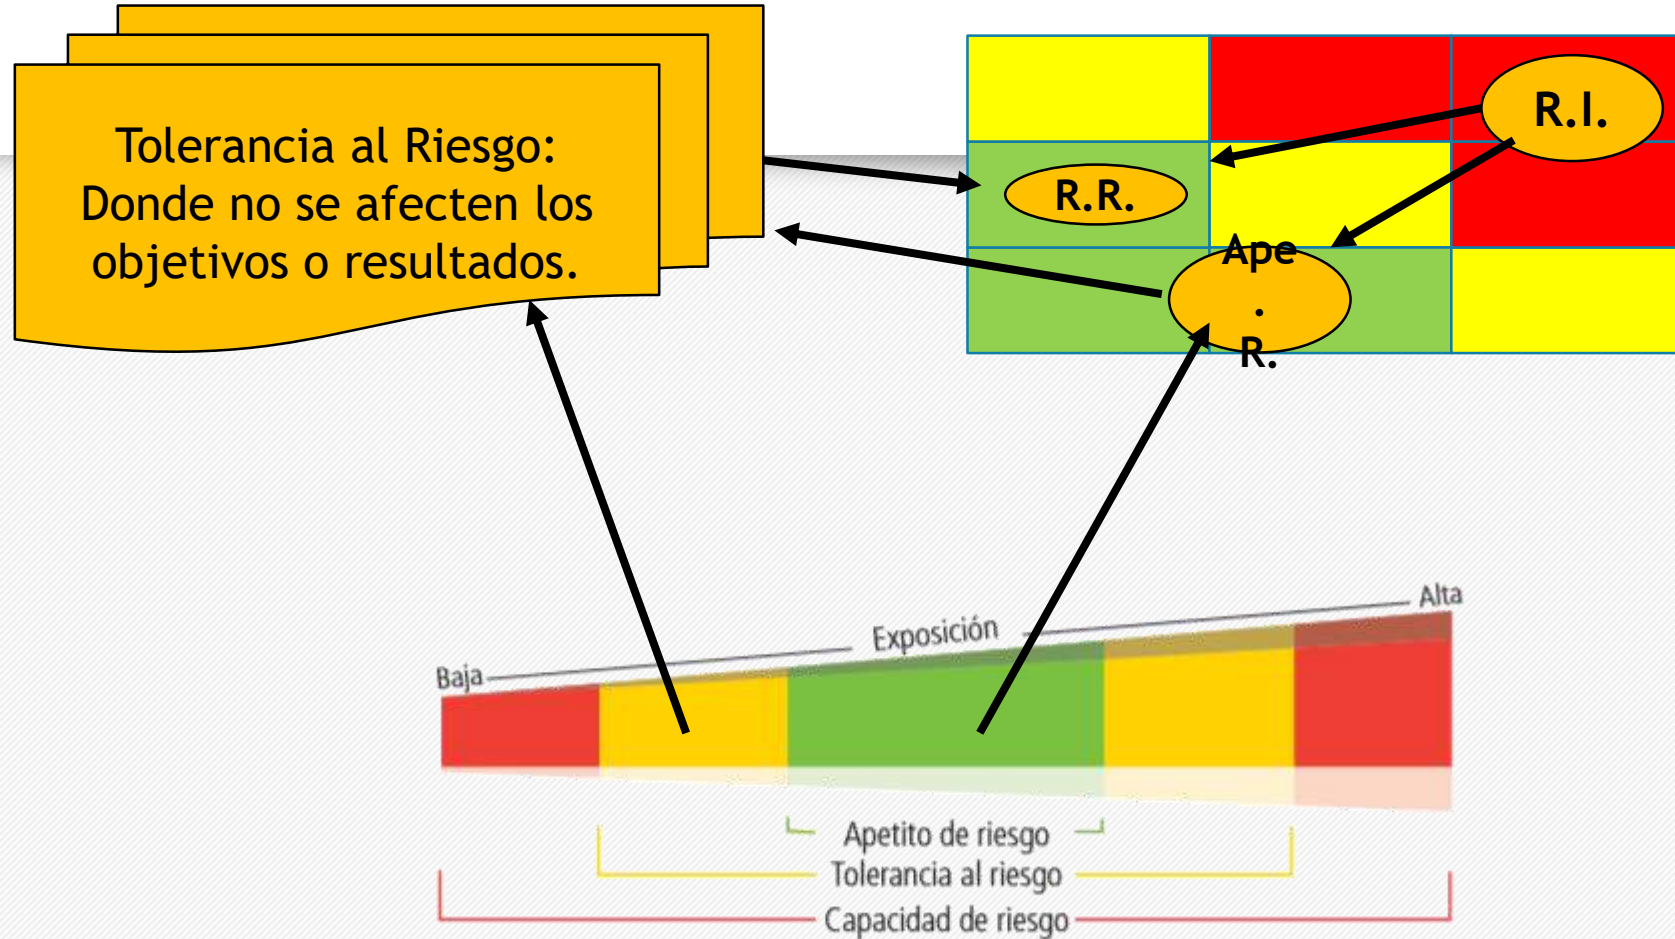 Tolerancia al Riesgo:
Donde no se afecten los
objetivos o resultados.
R.I.
R.R.
Ape
.
R.
Baja
Exposición
Alta
Apetito de riesgo
Tolerancia al riesgo
Capacidad de riesgo